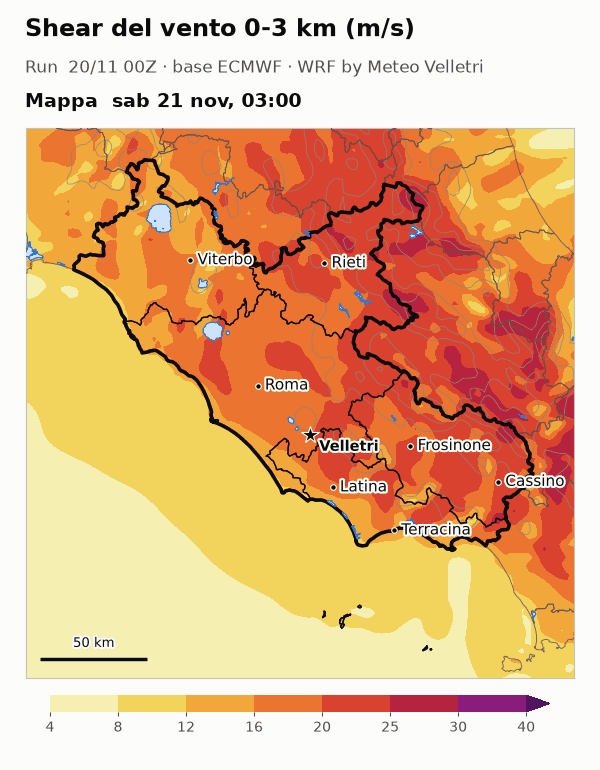 Shear del vento 0-3 km (m/s)
Run  20/11 00Z · base ECMWF · WRF by Meteo Velletri
Mappa  sab 21 nov, 03:00
Viterbo
Rieti
Roma
Velletri
Frosinone
Cassino
Latina
Terracina
50 km
4 8 12 16 20 25 30 40